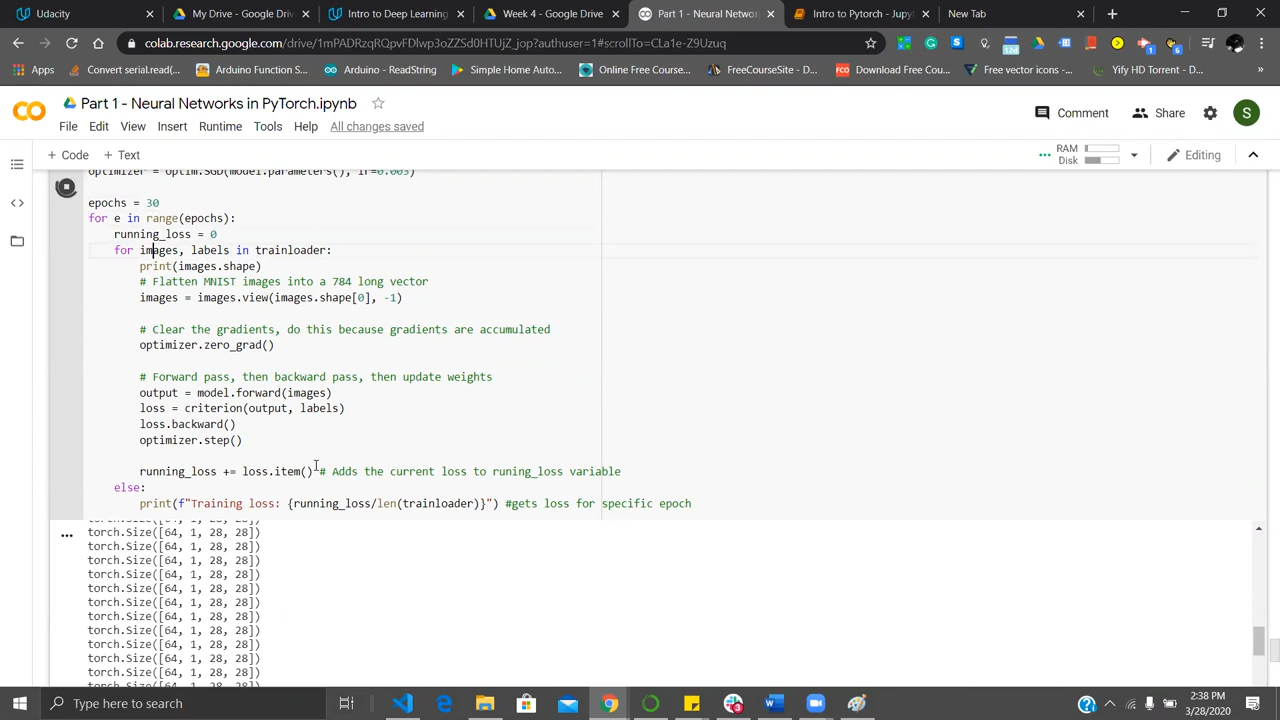 Udacity
My Drive - Google Drive
Intro to Deep Learning
Week 4 - Google Drive
Part 1 - Neural Network
Intro to Pytorch - Jupy
New Tab
colab.research.google.com/drive/1mPADRzqRQpvFDlwp3oZZSd0HTUjZ_jop?authuser=1#scrollTo=CLa1e-Z9Uzuq
Apps
Convert serial.read(...
Arduino Function S...
Arduino - ReadString
Simple Home Auto...
Online Free Course...
FreeCourseSite - D...
Download Free Cou...
Free vector icons -...
Yify HD Torrent - D...
Part 1 - Neural Networks in PyTorch.ipynb
Comment
Share
S
File Edit View Insert Runtime Tools Help All changes saved
+ Code + Text
RAM
Disk
Editing
optimizer = optim.SGD(model.parameters(), lr=0.003)
epochs = 30
for e in range(epochs):
running_loss = 0
for images, labels in trainloader:
print(images.shape)
# Flatten MNIST images into a 784 long vector
images = images.view(images.shape[0], -1)
# Clear the gradients, do this because gradients are accumulated
optimizer.zero_grad()
# Forward pass, then backward pass, then update weights
output = model.forward(images)
loss = criterion(output, labels)
loss.backward()
optimizer.step()
running_loss += loss.item() # Adds the current loss to runing_loss variable
else:
print(f"Training loss: {running_loss/len(trainloader)}") #gets loss for specific epoch
torch.Size([64, 1, 28, 28])
torch.Size([64, 1, 28, 28])
torch.Size([64, 1, 28, 28])
torch.Size([64, 1, 28, 28])
torch.Size([64, 1, 28, 28])
torch.Size([64, 1, 28, 28])
torch.Size([64, 1, 28, 28])
torch.Size([64, 1, 28, 28])
torch.Size([64, 1, 28, 28])
torch.Size([64, 1, 28, 28])
torch.Size([64, 1, 28, 28])
torch.Size([64, 1, 28, 28])
Type here to search
2:38 PM
3/28/2020